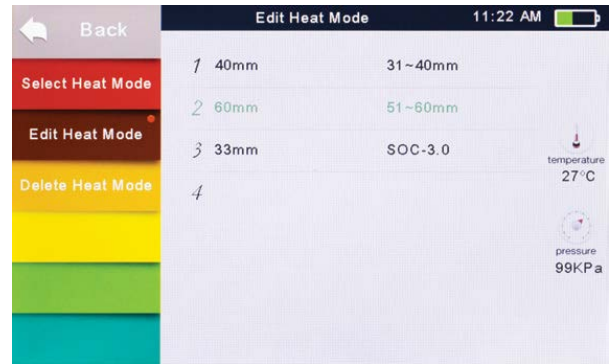 Back
Edit Heat Mode
11:22 AM
Select Heat Mode
Edit Heat Mode
Delete Heat Mode
1 40mm 31~40mm
2 60mm 51~60mm
3 33mm SOC-3.0
4
temperature
27°C
pressure
99KPa